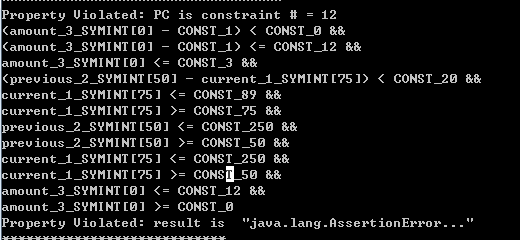 Property Violated: PC is constraint # = 12
(amount_3_SYMINT[0] - CONST_1) < CONST_0 &&
(amount_3_SYMINT[0] - CONST_1) <= CONST_12 &&
amount_3_SYMINT[0] <= CONST_3 &&
(previous_2_SYMINT[50] - current_1_SYMINT[75]) < CONST_20 &&
current_1_SYMINT[75] <= CONST_89 &&
current_1_SYMINT[75] >= CONST_75 &&
previous_2_SYMINT[50] <= CONST_250 &&
previous_2_SYMINT[50] >= CONST_50 &&
current_1_SYMINT[75] <= CONST_250 &&
current_1_SYMINT[75] >= CONST_50 &&
amount_3_SYMINT[0] <= CONST_12 &&
amount_3_SYMINT[0] >= CONST_0
Property Violated: result is  "java.lang.AssertionError..."
****************************